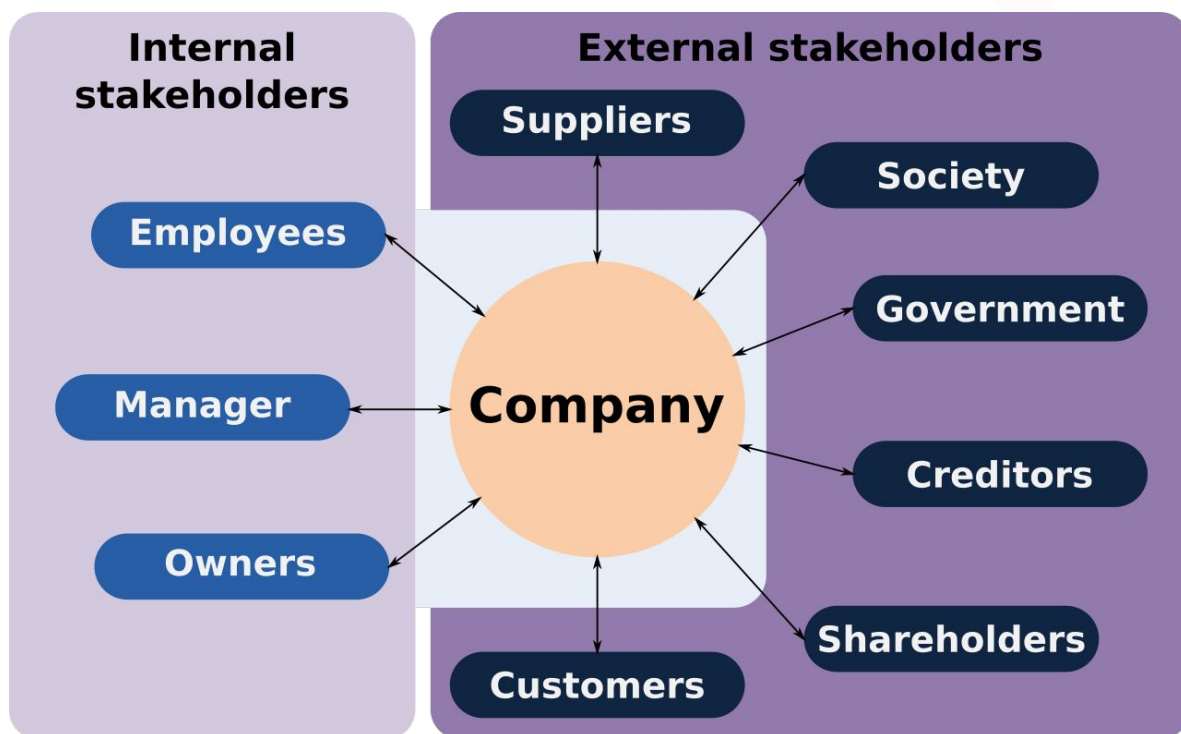 Internal
stakeholders
Employees
Manager
Owners
External stakeholders
Suppliers
Society
Government
Creditors
Shareholders
Customers
Company